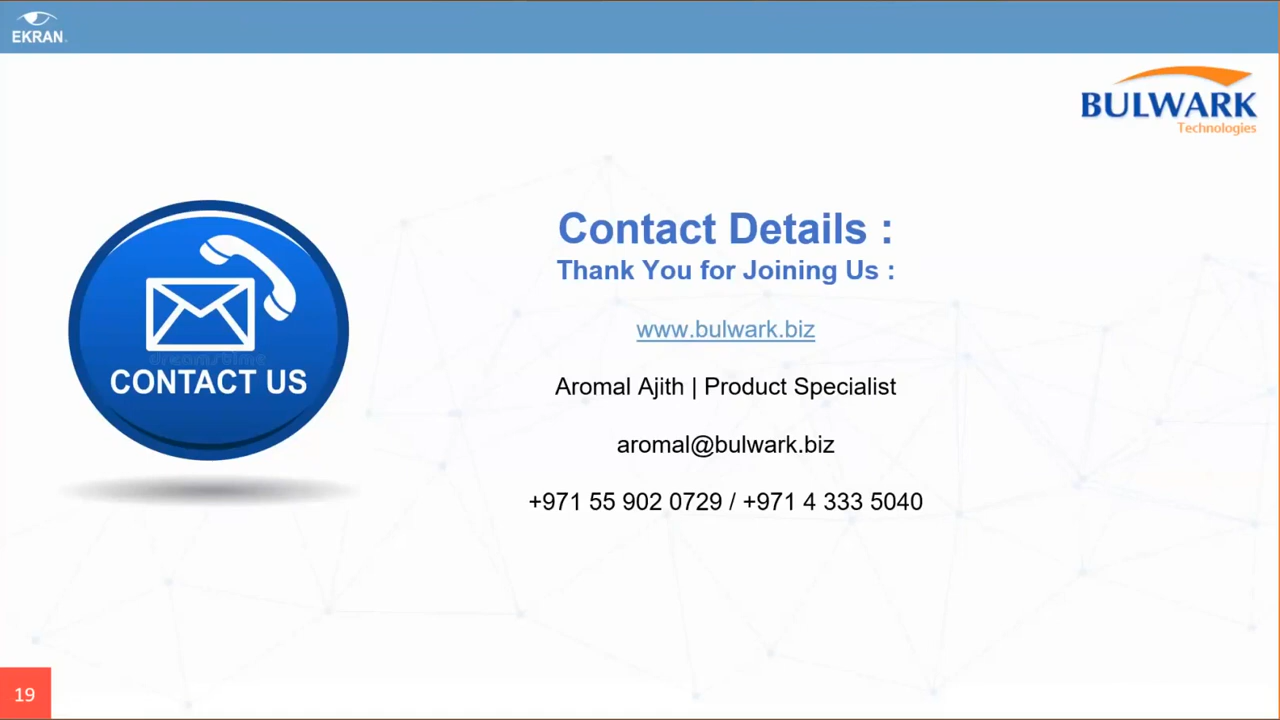 EKRAN
BULWARK
Technologies
Contact Details :
Thank You for Joining Us :
www.bulwark.biz
Aromal Ajith | Product Specialist
aromal@bulwark.biz
+971 55 902 0729 / +971 4 333 5040
dreamstime
CONTACT US
19